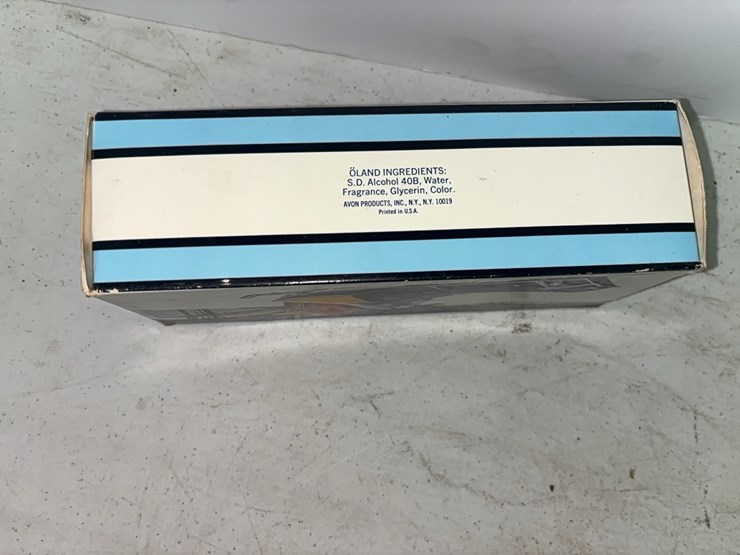 ÖLAND INGREDIENTS:
S.D. Alcohol 40B, Water,
Fragrance, Glycerin, Color.
AVON PRODUCTS, INC., N.Y., N.Y. 10019
Printed in U.S.A.